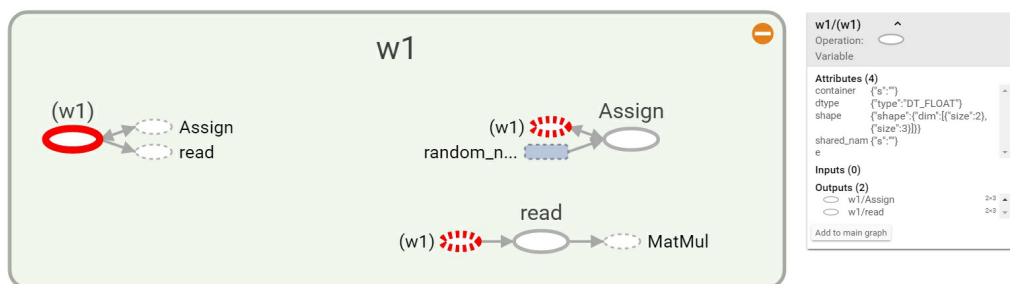 w1
(w1)
Assign
read
Assign
(w1)
random_n...
read
(w1)
MatMul
w1/(w1)
Operation:
Variable
Attributes (4)
container {"s":""}
dtype {"type":"DT_FLOAT"}
shape {"shape":{"dim":[{"size":2},
{"size":3}]}}
shared_nam {"s":""}
e
Inputs (0)
Outputs (2)
w1/Assign 2×3
w1/read 2×3
Add to main graph